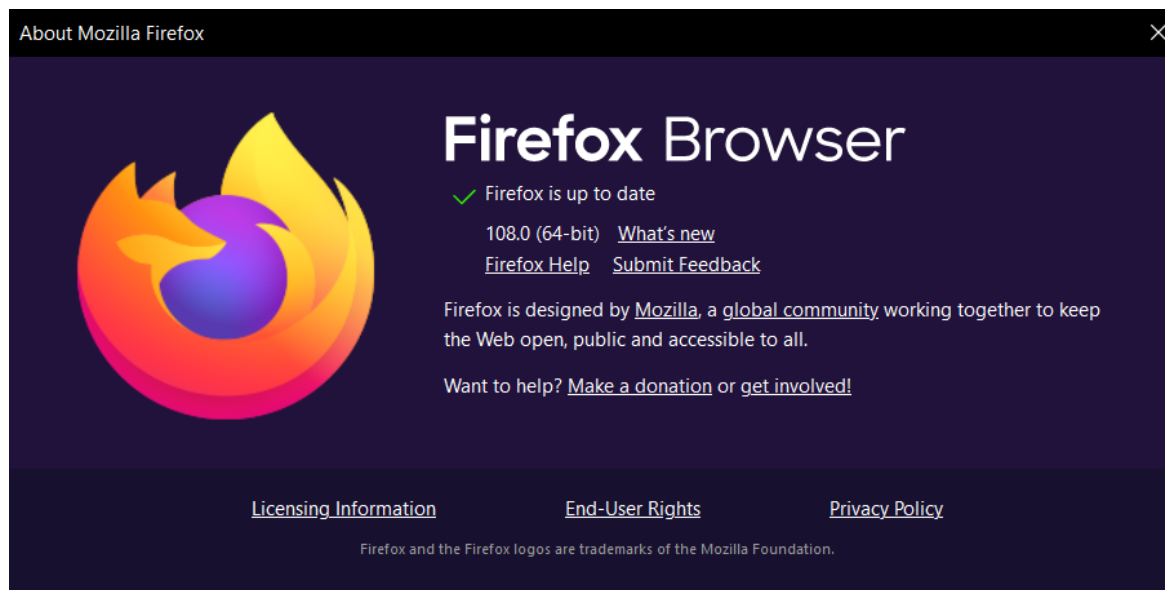 About Mozilla Firefox
Firefox Browser
Firefox is up to date
108.0 (64-bit) What's new
Firefox Help Submit Feedback
Firefox is designed by Mozilla, a global community working together to keep
the Web open, public and accessible to all.
Want to help? Make a donation or get involved!
Licensing Information End-User Rights Privacy Policy
Firefox and the Firefox logos are trademarks of the Mozilla Foundation.